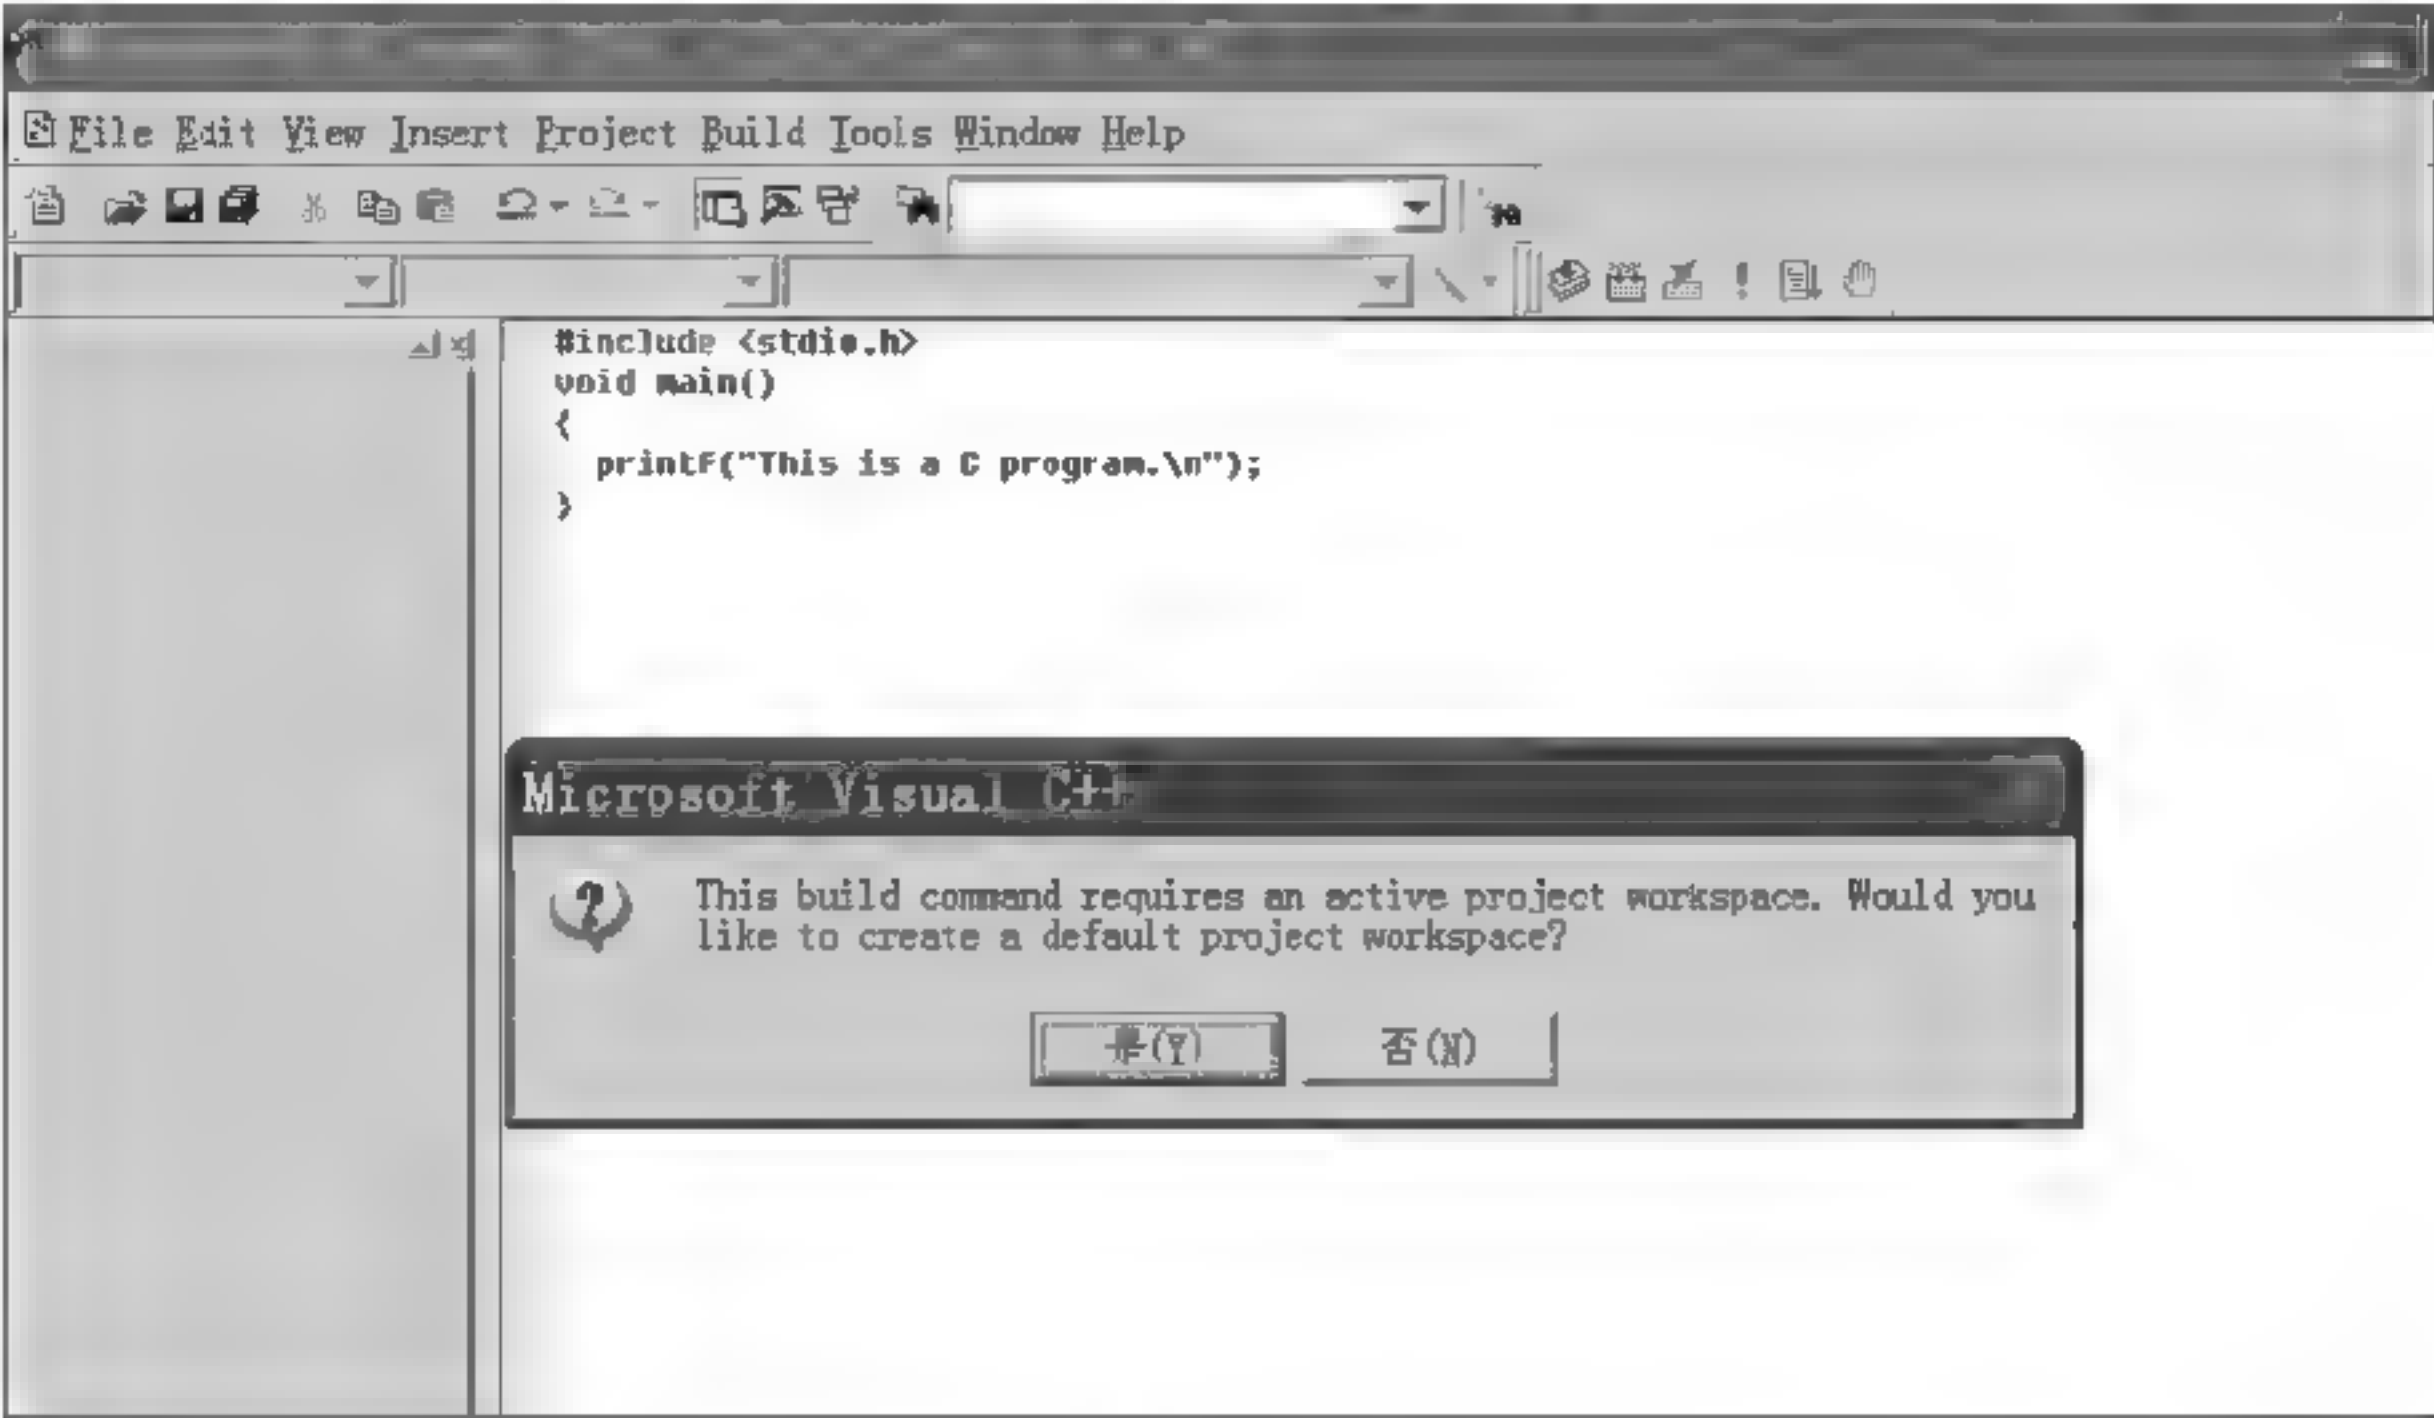 File Edit View Insert Project Build Tools Window Help
#include <stdio.h>
void main()
{
printf("This is a C program.\n");
}
Microsoft Visual C++
This build command requires an active project workspace. Would you
like to create a default project workspace?
(Y) 否(N)